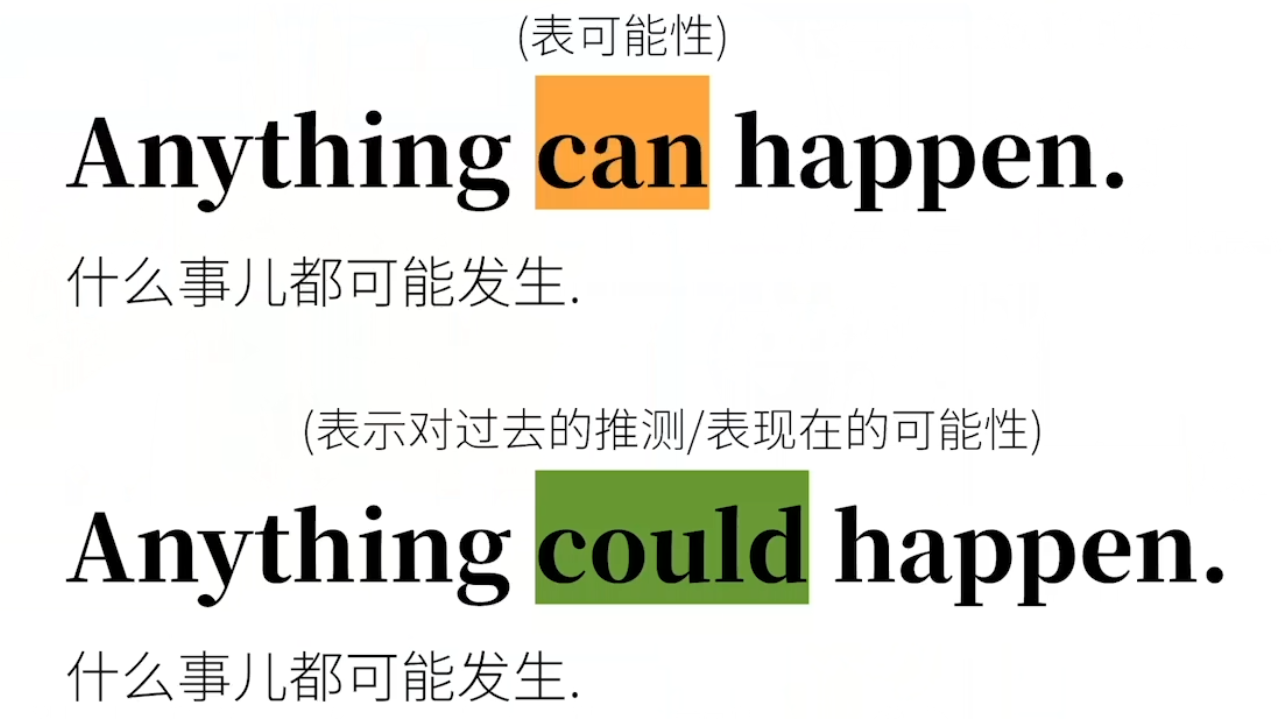 (表可能性)
Anything can happen.
什么事儿都可能发生.
(表示对过去的推测/表现在的可能性)
Anything could happen.
什么事儿都可能发生.